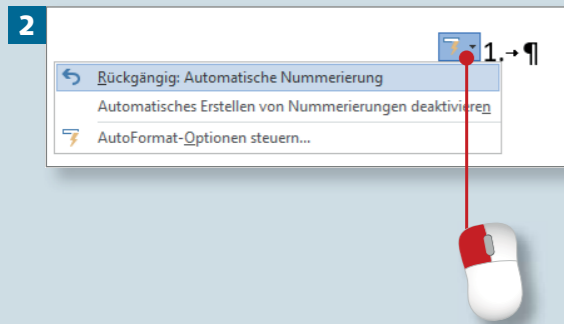 2
1.→¶
Rückgängig: Automatische Nummerierung
Automatisches Erstellen von Nummerierungen deaktivieren
AutoFormat-Optionen steuern...